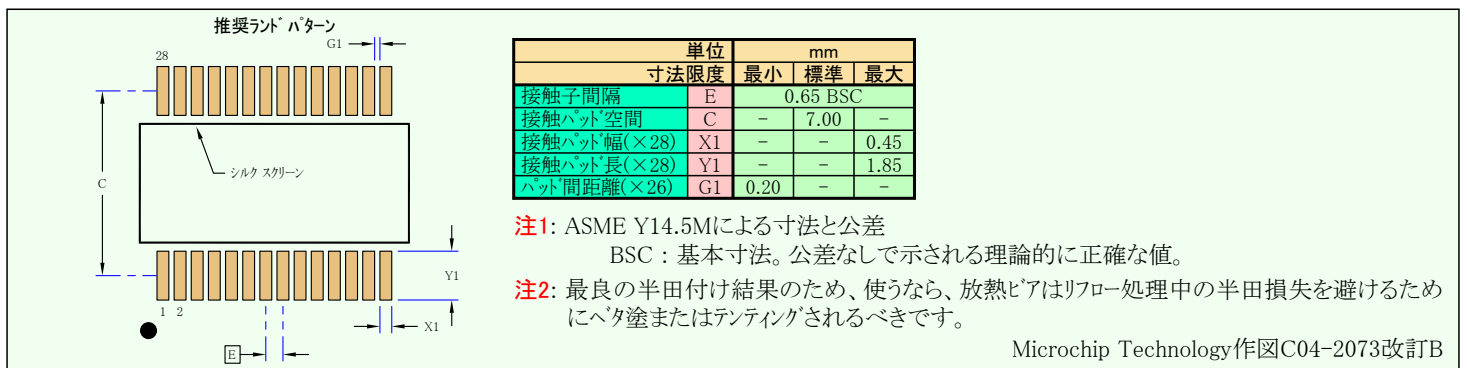 推奨ランド パターン
G1
28
C
シルク スクリーン
Y1
1 2
X1
E
単位 mm
寸法限度 最小 標準 最大
接触子間隔 E 0.65 BSC
接触パッド空間 C - 7.00 -
接触パッド幅(×28) X1 - - 0.45
接触パッド長(×28) Y1 - - 1.85
パッド間距離(×26) G1 0.20 - -
注1: ASME Y14.5Mによる寸法と公差
BSC : 基本寸法。公差なしで示される理論的に正確な値。
注2: 最良の半田付け結果のため、使うなら、放熱ビアはリフロー処理中の半田損失を避けるため
にベタ塗またはテンティングされるべきです。
Microchip Technology作図C04-2073改訂B